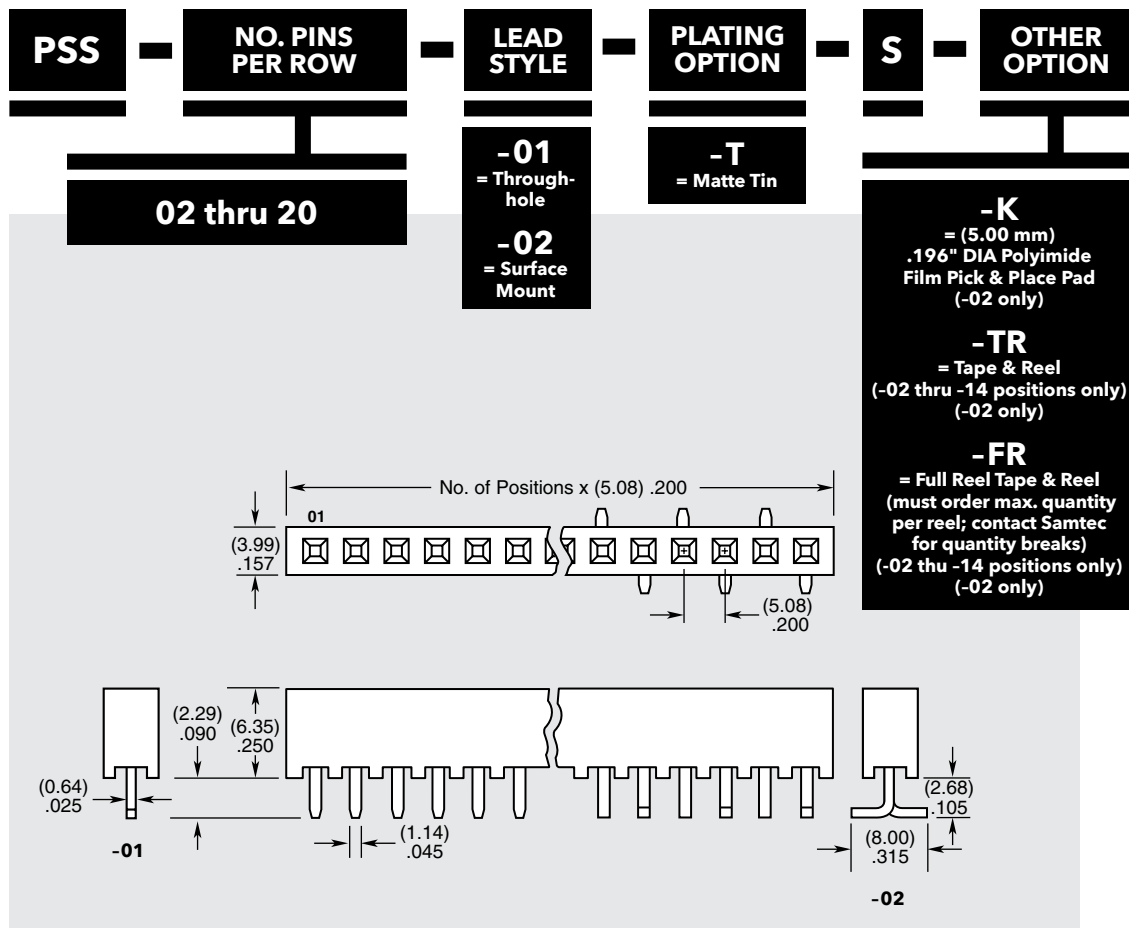 PSS - NO. PINS PER ROW - LEAD STYLE - PLATING OPTION - S - OTHER OPTION
02 thru 20
-01
= Through-
hole
-02
= Surface
Mount
-T
= Matte Tin
-K
= (5.00 mm)
.196" DIA Polyimide
Film Pick & Place Pad
(-02 only)
-TR
= Tape & Reel
(-02 thru -14 positions only)
(-02 only)
-FR
= Full Reel Tape & Reel
(must order max. quantity
per reel; contact Samtec
for quantity breaks)
(-02 thu -14 positions only)
(-02 only)
No. of Positions x (5.08) .200
01
(3.99)
.157
(5.08)
.200
(2.29)
.090
(6.35)
.250
(0.64)
.025
-01
(1.14)
.045
(2.68)
.105
(8.00)
.315
-02